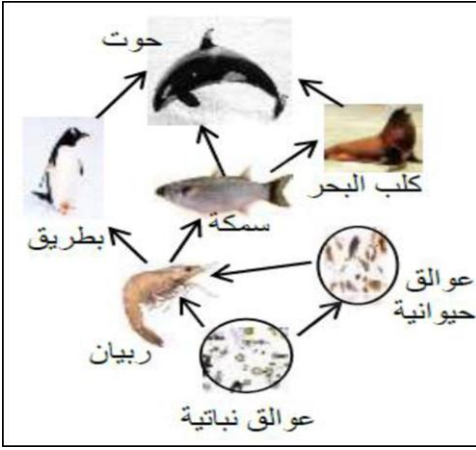 حوت
كلب البحر
سمكة
بطريق
عوالق
حيوانية
ربيان
عوالق نباتية